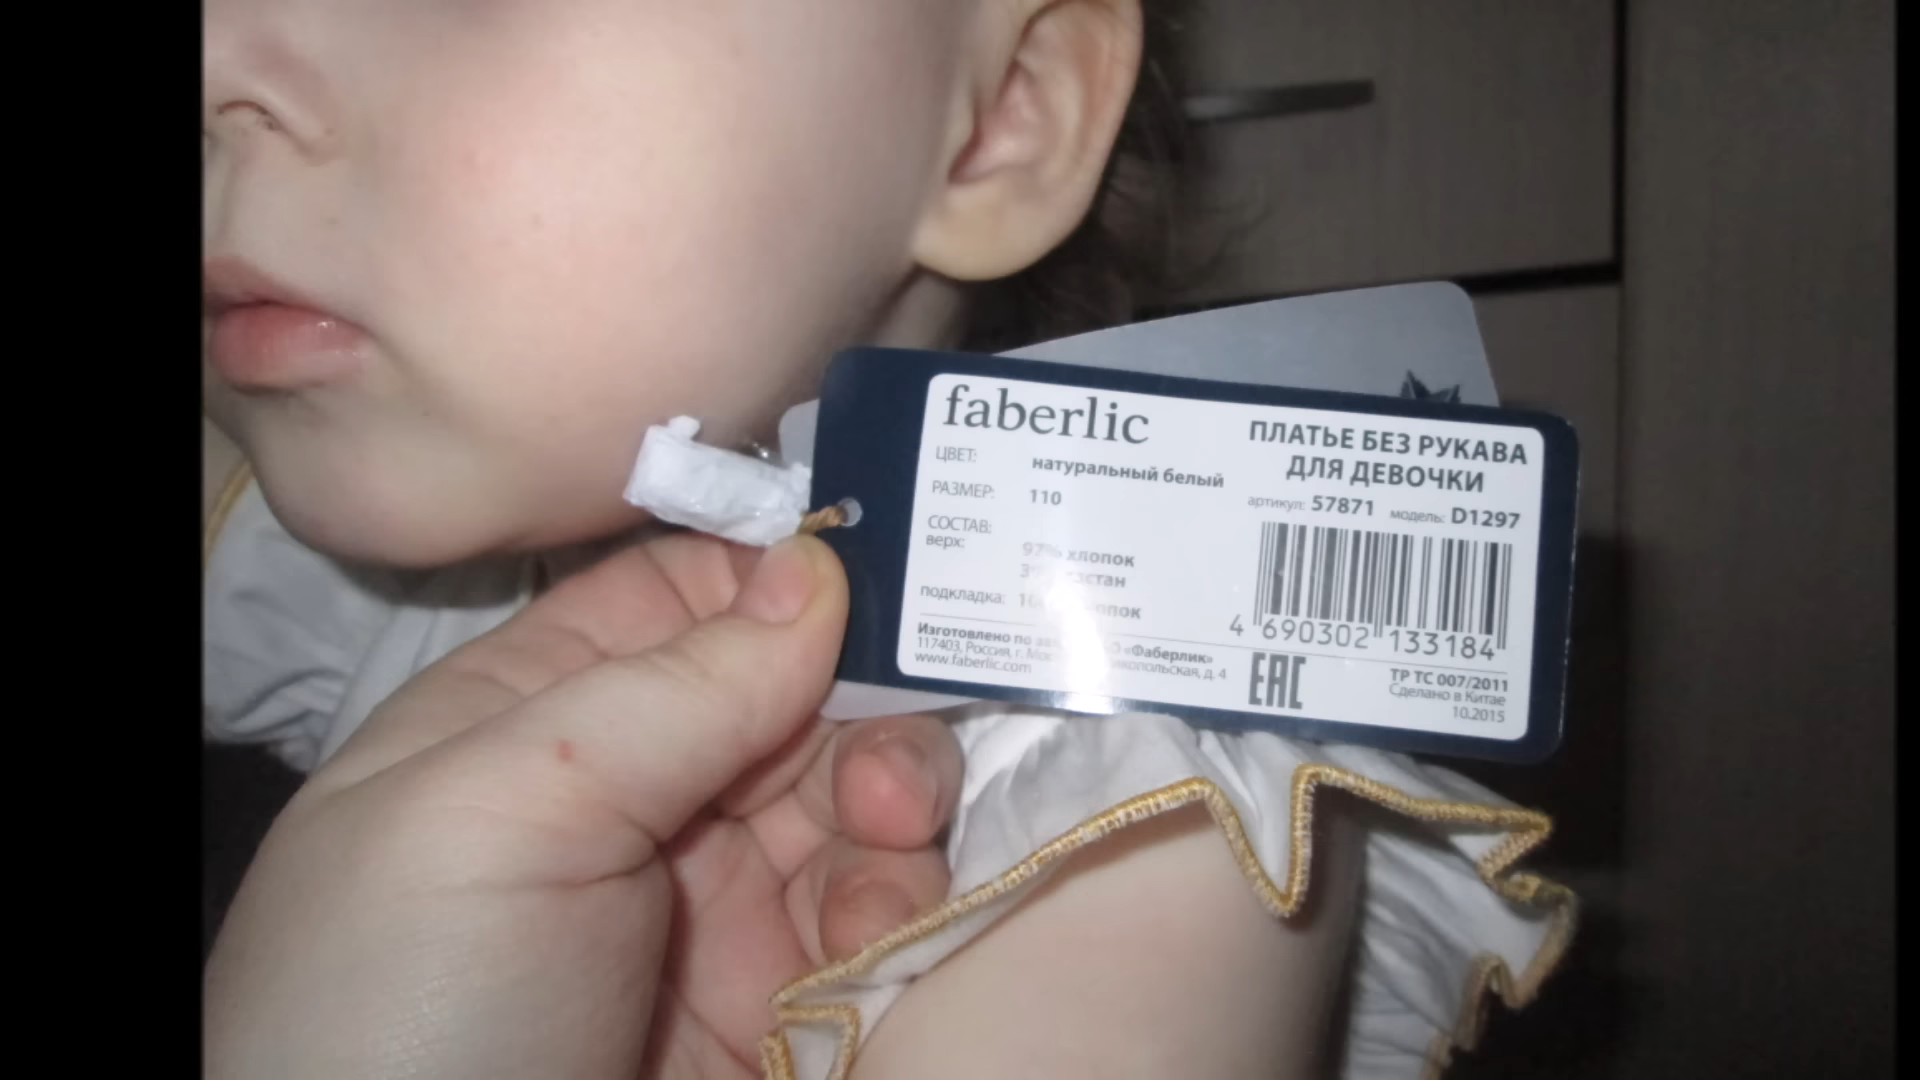 faberlic
ПЛАТЬЕ БЕЗ РУКАВА
ДЛЯ ДЕВОЧКИ
артикул: 57871 модель: D1297
ЦВЕТ: натуральный белый
РАЗМЕР: 110
СОСТАВ:
верх: 97% хлопок
подкладка:
4 690302 133184
Изготовлено по «Фаберлик»
117403, Россия, г. д. 4
www.faberlic.com
EAC
ТР ТС 007/2011
Сделано в Китае
10.2015